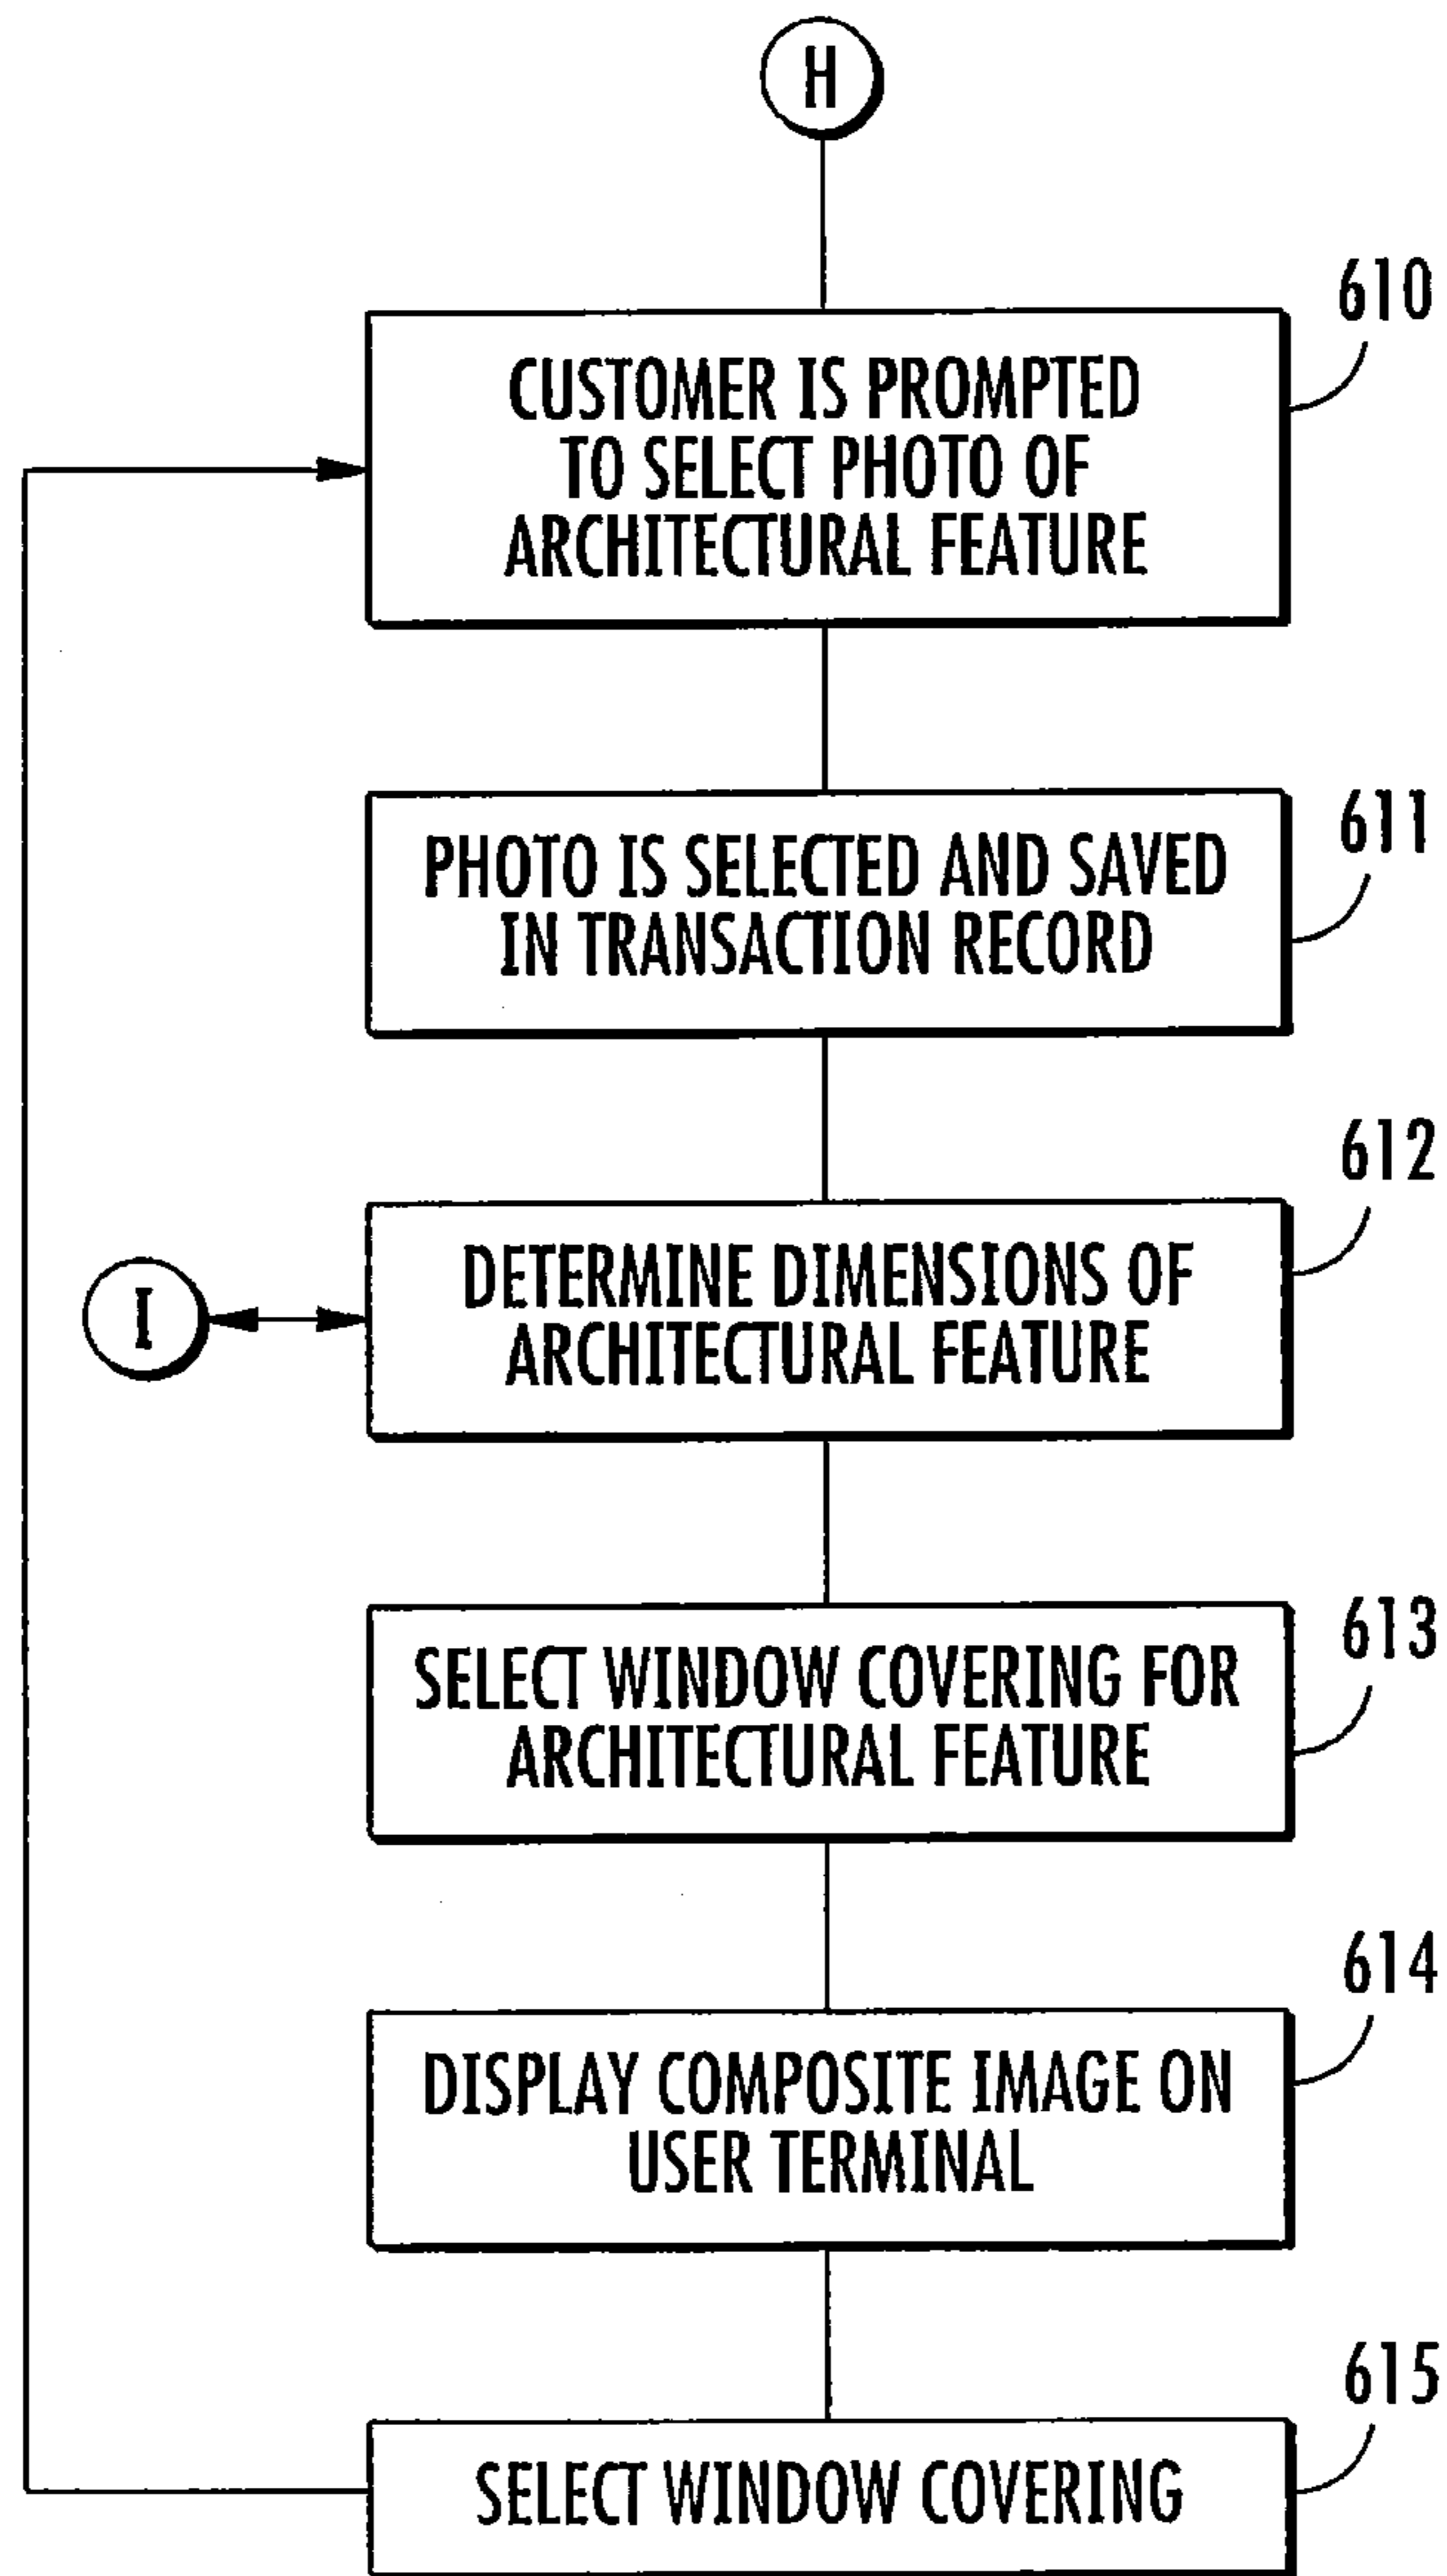 H
610
CUSTOMER IS PROMPTED
TO SELECT PHOTO OF
ARCHITECTURAL FEATURE
611
PHOTO IS SELECTED AND SAVED
IN TRANSACTION RECORD
612
I
DETERMINE DIMENSIONS OF
ARCHITECTURAL FEATURE
613
SELECT WINDOW COVERING FOR
ARCHITECTURAL FEATURE
614
DISPLAY COMPOSITE IMAGE ON
USER TERMINAL
615
SELECT WINDOW COVERING